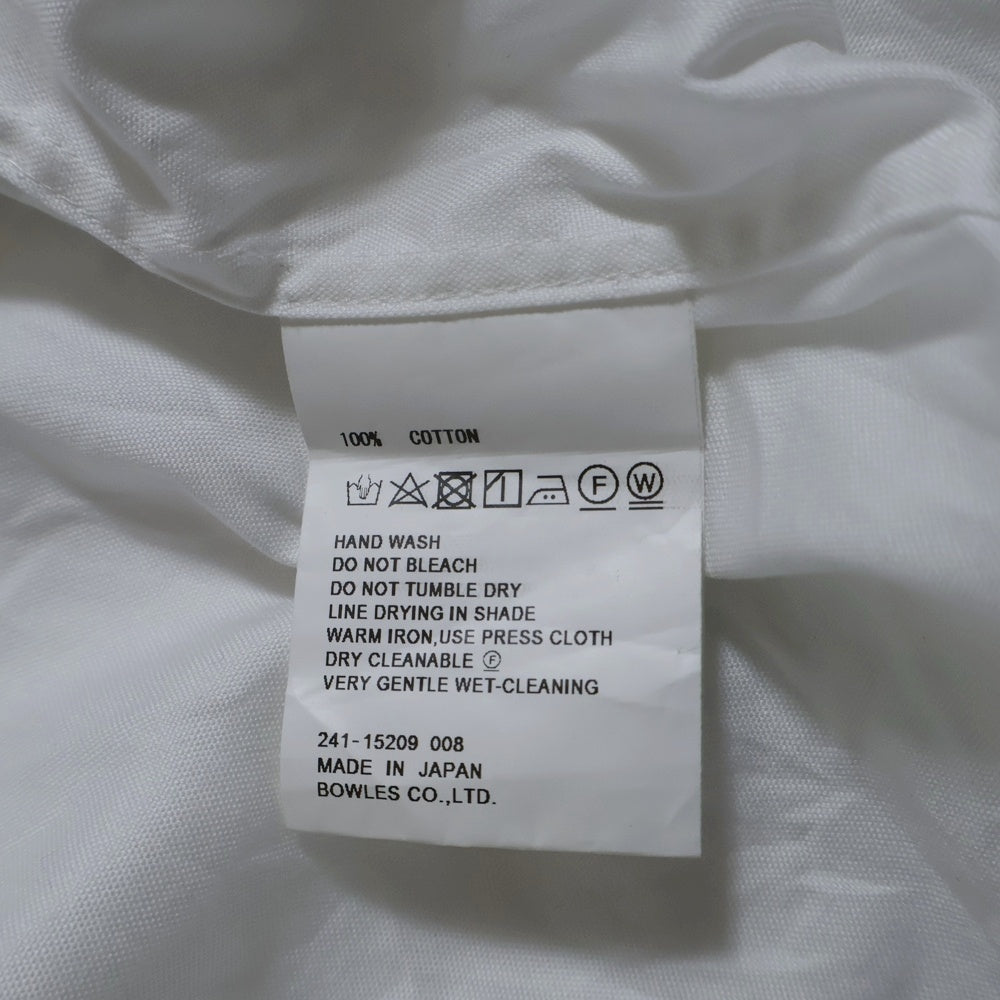 100% COTTON
F W
HAND WASH
DO NOT BLEACH
DO NOT TUMBLE DRY
LINE DRYING IN SHADE
WARM IRON,USE PRESS CLOTH
DRY CLEANABLE Ⓕ
VERY GENTLE WET-CLEANING
241-15209 008
MADE IN JAPAN
BOWLES CO.,LTD.